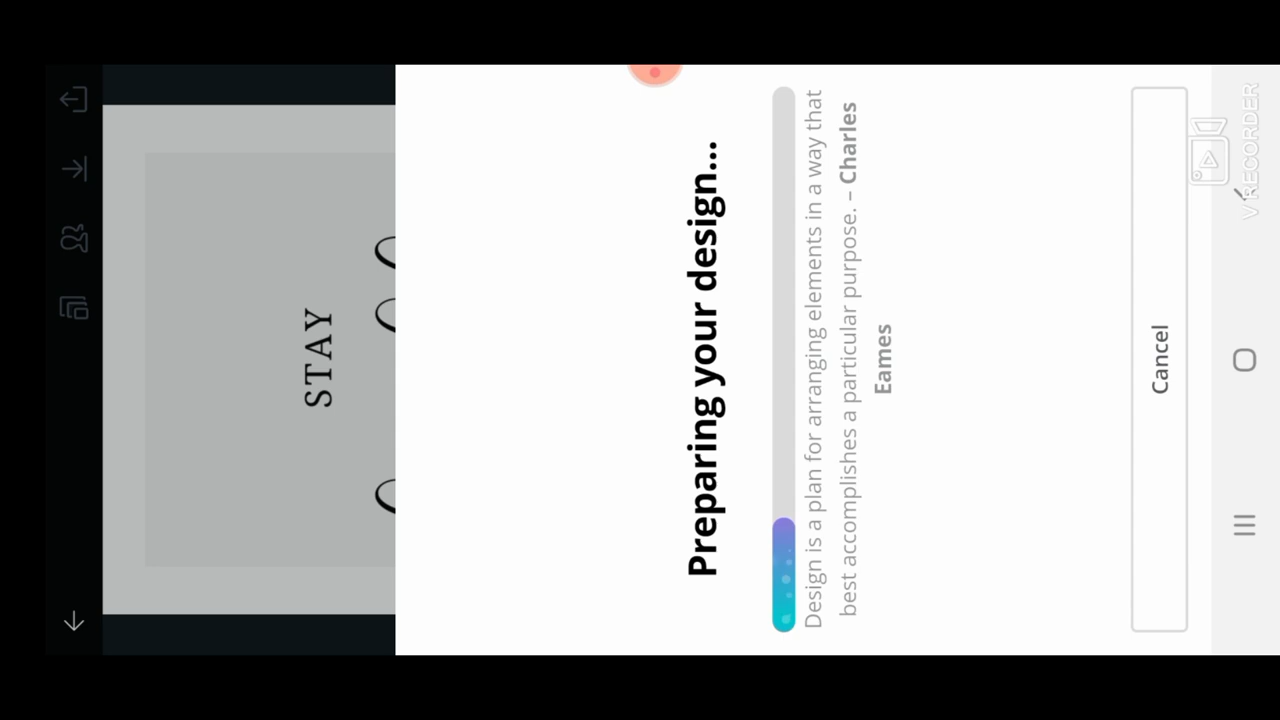 STAY
Preparing your design...
Design is a plan for arranging elements in a way that
best accomplishes a particular purpose. – Charles
Eames
Cancel
V RECORDER